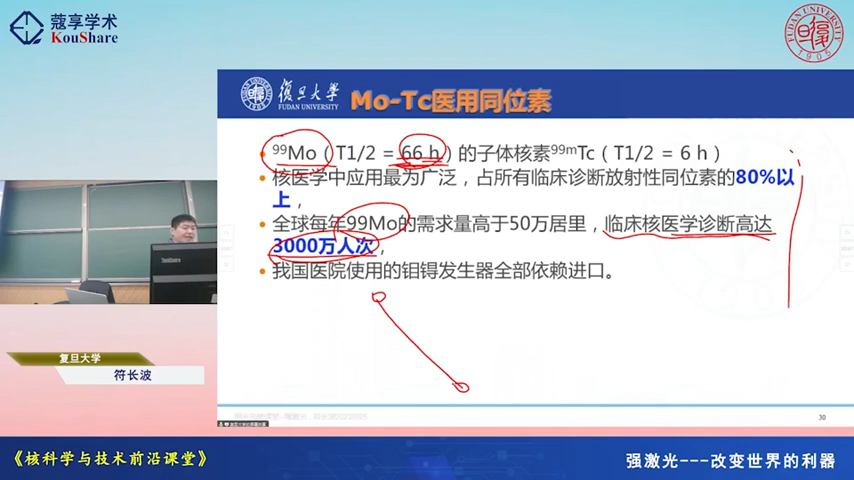 蔻享学术
KouShare
FUDAN UNIVERSITY
1905
復旦大學
FUDAN UNIVERSITY
Mo-Tc医用同位素
• ⁹⁹Mo（T1/2 = 66 h）的子体核素⁹⁹ᵐTc（T1/2 = 6 h）
• 核医学中应用最为广泛，占所有临床诊断放射性同位素的80%以
上，
• 全球每年99Mo的需求量高于50万居里，临床核医学诊断高达
3000万人次，
• 我国医院使用的钼锝发生器全部依赖进口。
30
复旦大学
符长波
《核科学与技术前沿课堂》
强激光---改变世界的利器